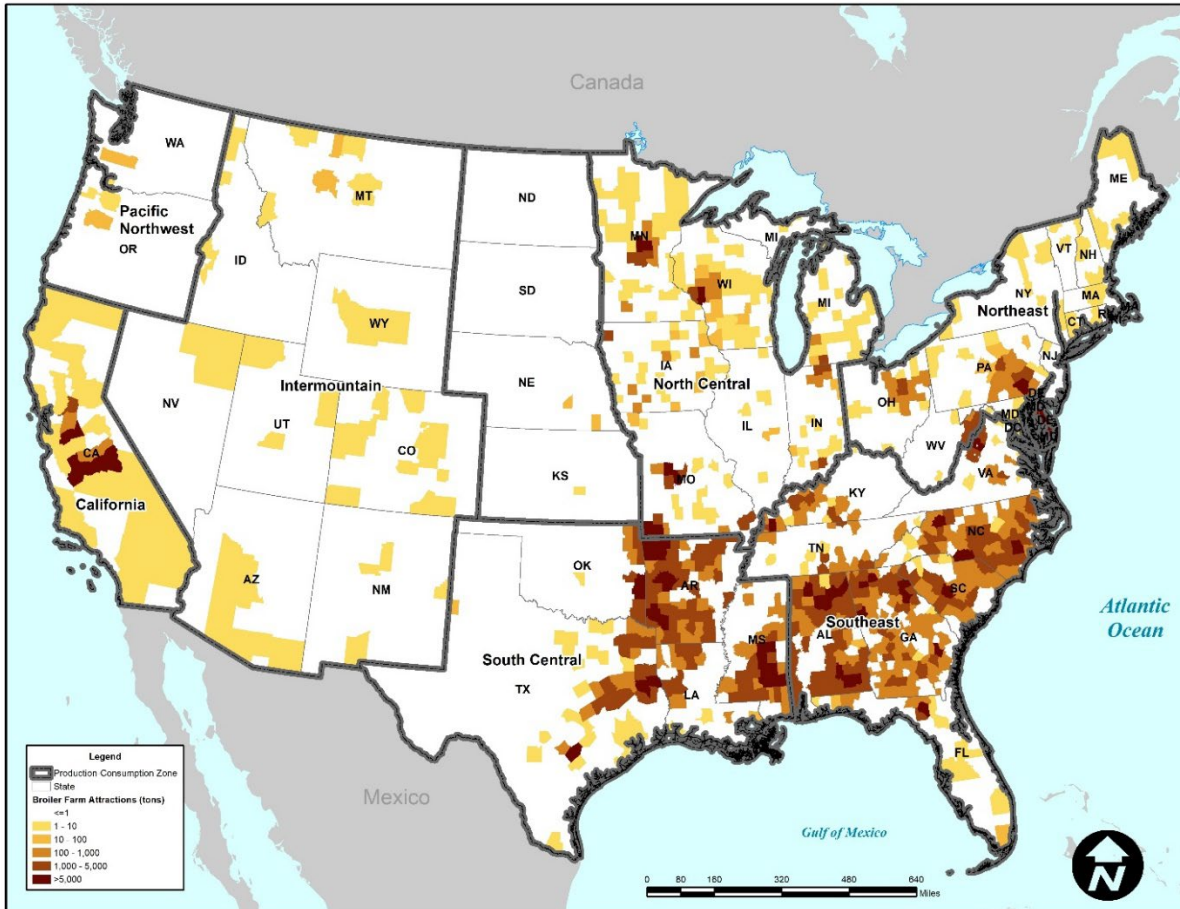 Canada
WA
MT
ND
MN
ME
Pacific
Northwest
OR
ID
SD
WI
MI
MI
VT
NH
NY
MA
Northeast
CT
WY
NE
IA
North Central
PA
NJ
OH
NV
Intermountain
UT
CO
IL
IN
MD
DC
WV
VA
CA
California
KS
MO
KY
AZ
NM
OK
AR
TN
NC
SC
Southeast
South Central
TX
LA
MS
AL
GA
Atlantic
Ocean
FL
Mexico
Gulf of Mexico
Legend
Production Consumption Zone
State
Broiler Farm Attractions (tons)
<=1
1 - 10
10 - 100
100 - 1,000
1,000 - 5,000
>5,000
0 80 160 320 480 640
Miles
N